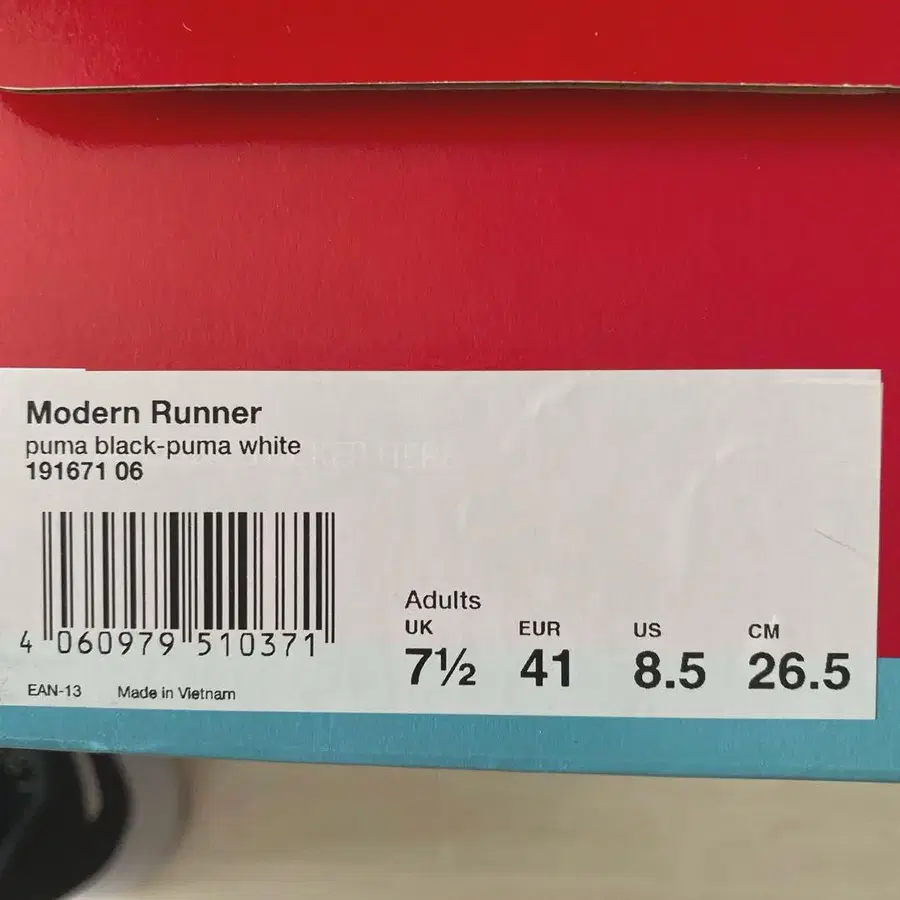 Modern Runner
puma black-puma white
191671 06
4 060979 510371
EAN-13 Made in Vietnam
Adults
UK EUR US CM
7½ 41 8.5 26.5